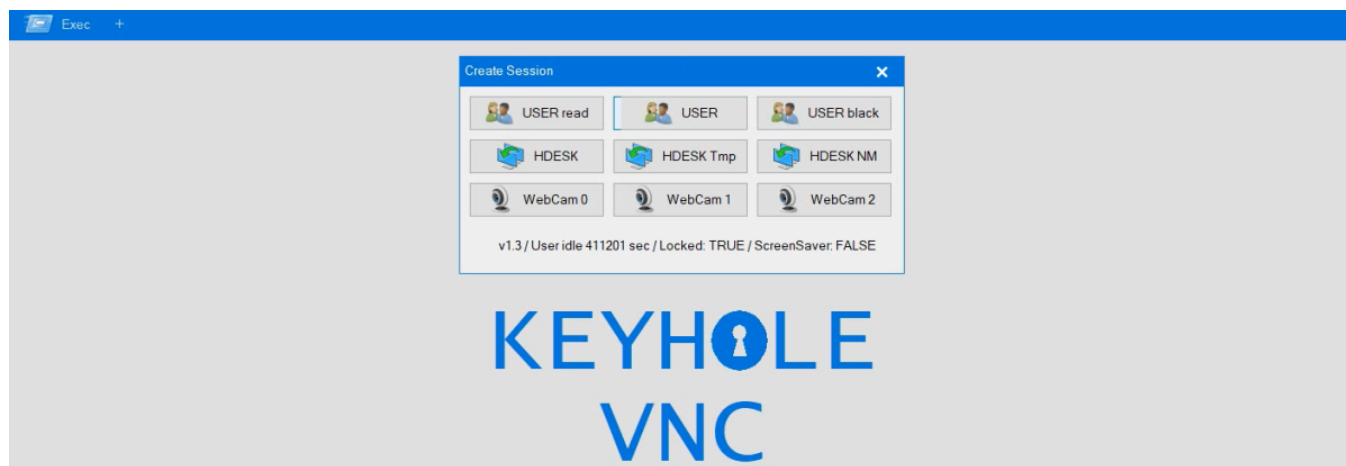 Exec +
Create Session ×
USER read USER USER black
HDESK HDESK Tmp HDESK NM
WebCam 0 WebCam 1 WebCam 2
v1.3 / User idle 411201 sec / Locked: TRUE / ScreenSaver: FALSE
KEYHOLE
VNC